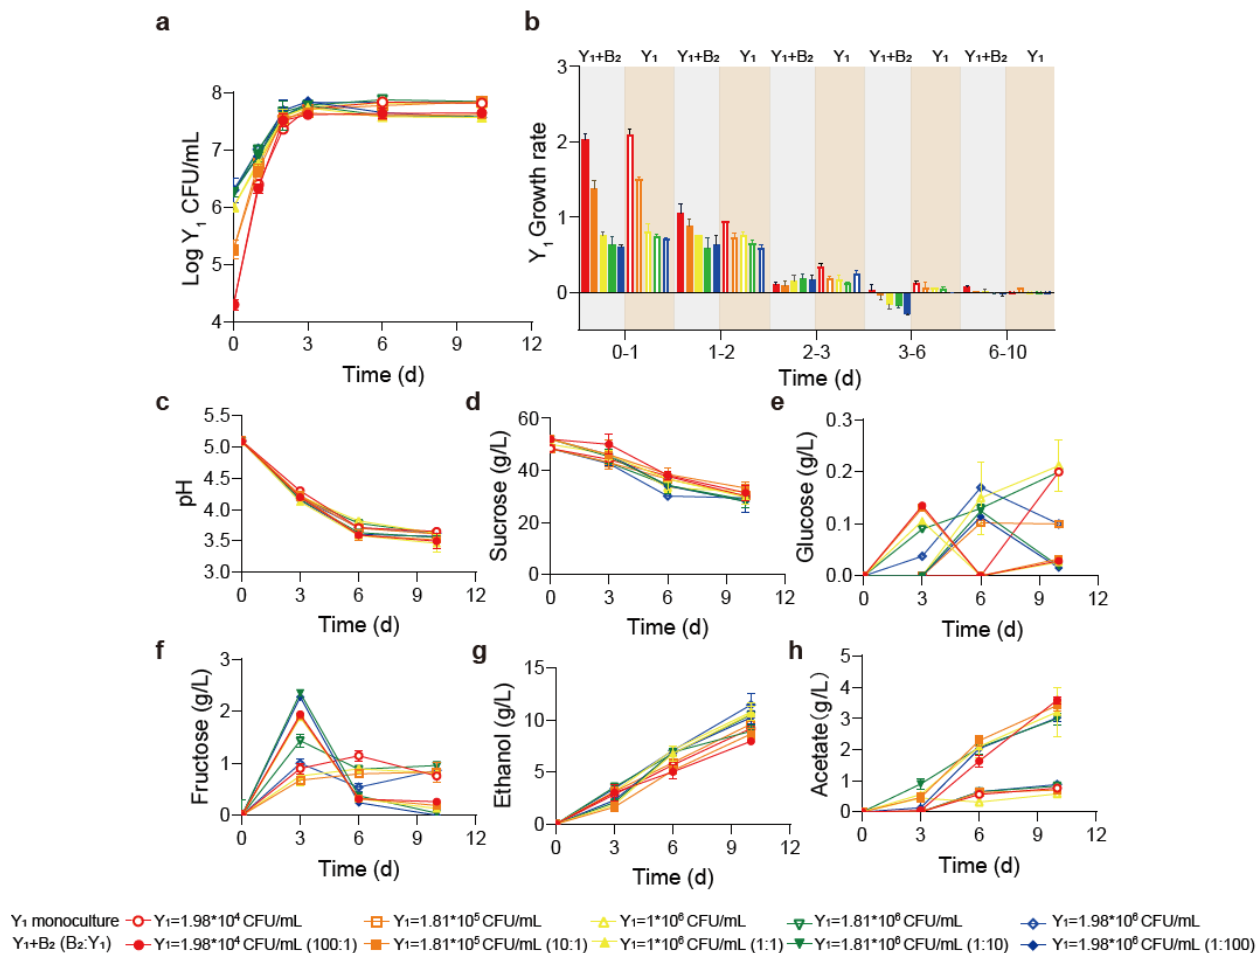 a
b
Y₁+B₂ Y₁ Y₁+B₂ Y₁ Y₁+B₂ Y₁ Y₁+B₂ Y₁ Y₁+B₂ Y₁
Log Y₁ CFU/mL
8
7
6
5
4
0 3 6 9 12
Time (d)
Y₁ Growth rate
3
2
1
0
0-1 1-2 2-3 3-6 6-10
Time (d)
c
d
e
pH
5.5
5.0
4.5
4.0
3.5
3.0
0 3 6 9 12
Time (d)
Sucrose (g/L)
60
40
20
0
0 3 6 9 12
Time (d)
Glucose (g/L)
0.3
0.2
0.1
0.0
0 3 6 9 12
Time (d)
f
g
h
Fructose (g/L)
3
2
1
0
0 3 6 9 12
Time (d)
Ethanol (g/L)
15
10
5
0
0 3 6 9 12
Time (d)
Acetate(g/L)
5
4
3
2
1
0
0 3 6 9 12
Time (d)
Y₁ monoculture Y₁=1.98*10⁴ CFU/mL Y₁=1.81*10⁵ CFU/mL Y₁=1*10⁶ CFU/mL Y₁=1.81*10⁶ CFU/mL Y₁=1.98*10⁶ CFU/mL
Y₁+B₂ (B₂:Y₁) Y₁=1.98*10⁴ CFU/mL (100:1) Y₁=1.81*10⁵ CFU/mL (10:1) Y₁=1*10⁶ CFU/mL (1:1) Y₁=1.81*10⁶ CFU/mL (1:10) Y₁=1.98*10⁶ CFU/mL (1:100)